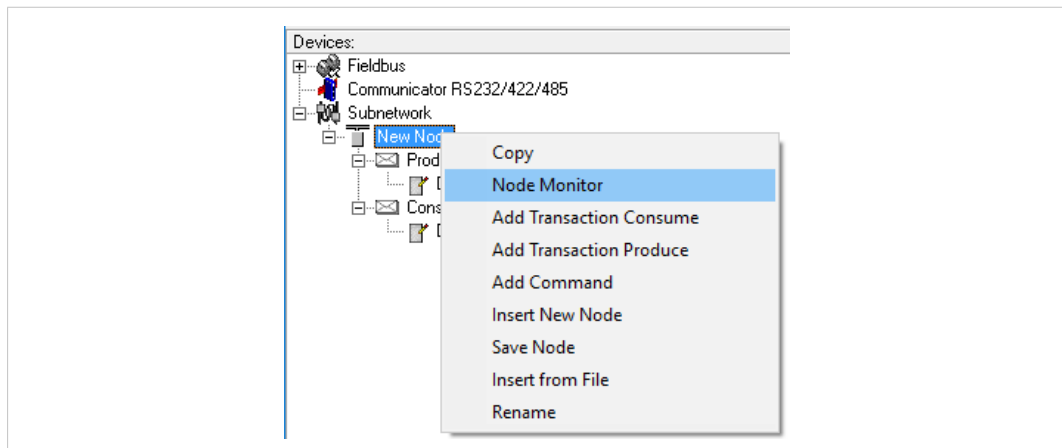 Devices:
Fieldbus
Communicator RS232/422/485
Subnetwork
New Node
Copy
Node Monitor
Add Transaction Consume
Add Transaction Produce
Add Command
Insert New Node
Save Node
Insert from File
Rename